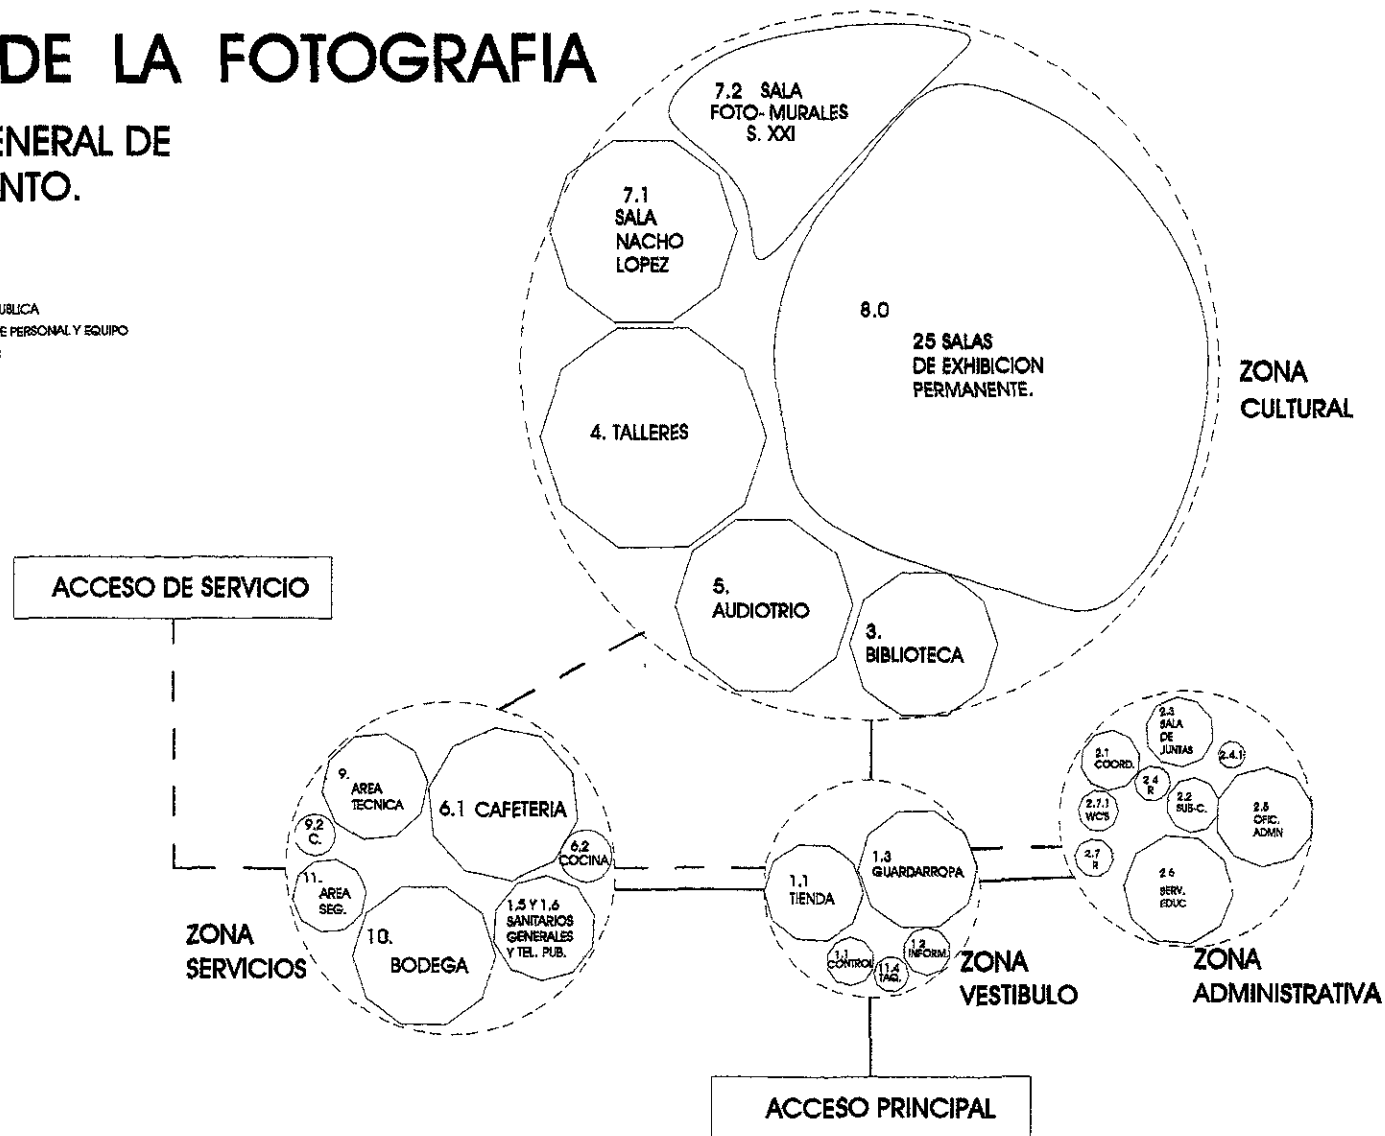 DE LA FOTOGRAFIA
ENERAL DE
NTO.
UBLICA
E PERSONAL Y EQUIPO
7.2 SALA
FOTO-MURALES
S. XXI
7.1
SALA
NACHO
LOPEZ
8.0
25 SALAS
DE EXHIBICION
PERMANENTE.
ZONA
CULTURAL
4. TALLERES
5.
AUDIOTRIO
3.
BIBLIOTECA
ACCESO DE SERVICIO
9.
AREA
TECNICA
6.1 CAFETERIA
9.2
C.
6.2
COCINA
11.
AREA
SEG.
10.
BODEGA
1.5 Y 1.6
SANITARIOS
GENERALES
Y TEL. PUB.
ZONA
SERVICIOS
1.3
GUARDARROPA
1.1
TIENDA
1.1
CONTROL
11.4
TAQ.
1.2
INFORM.
ZONA
VESTIBULO
2.3
SALA
DE
JUNTAS
2.1
COORD.
2.4.1
2.4
R
2.2
SUB-C.
2.7.1
WC'S
2.5
OFIC.
ADMN
2.7
R
2.6
SERV.
EDUC
ZONA
ADMINISTRATIVA
ACCESO PRINCIPAL